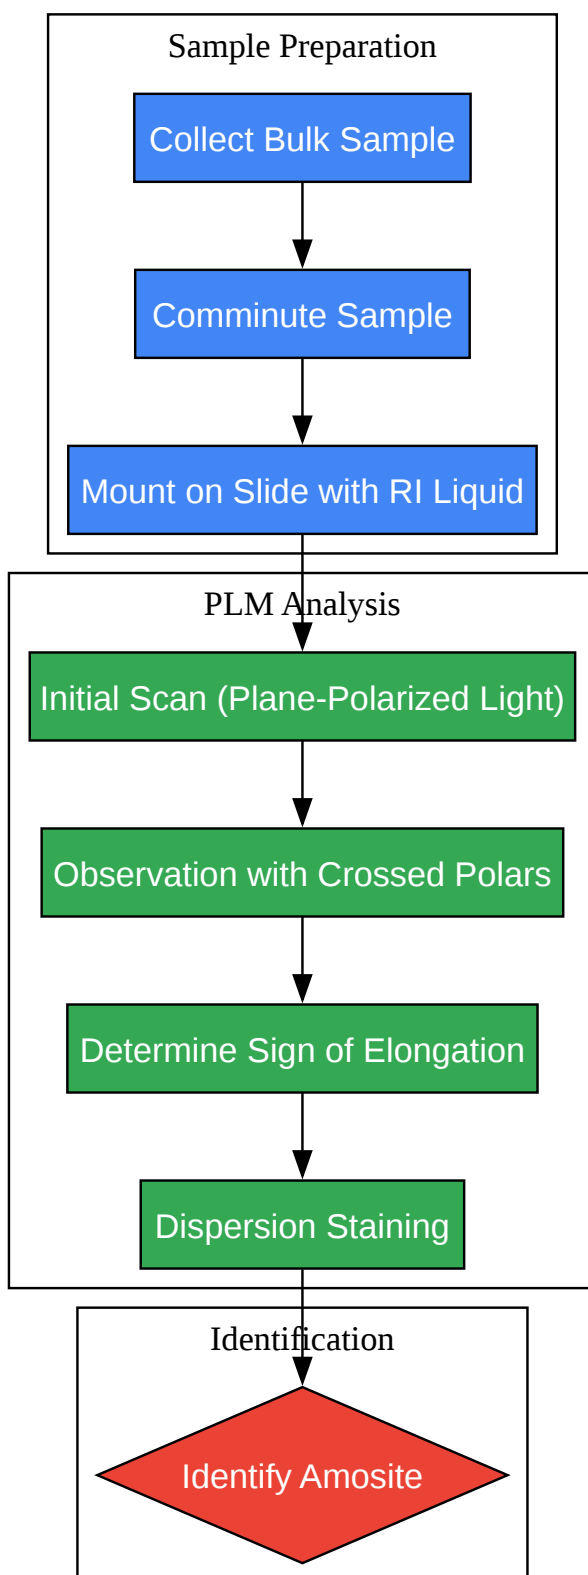 Sample Preparation
Collect Bulk Sample
Comminute Sample
Mount on Slide with RI Liquid
PLM Analysis
Initial Scan (Plane-Polarized Light)
Observation with Crossed Polars
Determine Sign of Elongation
Dispersion Staining
Identification
Identify Amosite